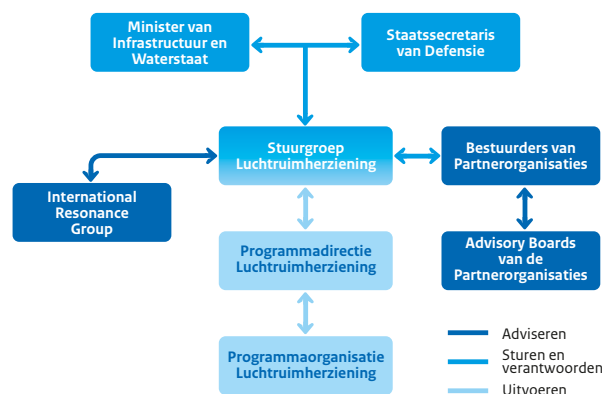 Minister van
Infrastructuur en
Waterstaat
Staatssecretaris
van Defensie
Stuurgroep
Luchtruimherziening
Bestuurders van
Partnerorganisaties
International
Resonance
Group
Programmadirectie
Luchtruimherziening
Advisory Boards
van de
Partnerorganisaties
Programmaorganisatie
Luchtruimherziening
Adviseren
Sturen en
verantwoorden
Uitvoeren